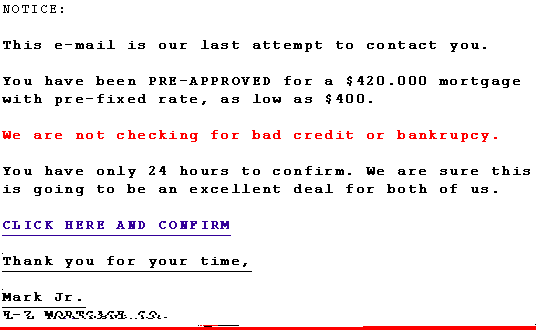 NOTICE:
This e-mail is our last attempt to contact you.
You have been PRE-APPROVED for a $420.000 mortgage
with pre-fixed rate, as low as $400.
We are not checking for bad credit or bankrupcy.
You have only 24 hours to confirm. We are sure this
is going to be an excellent deal for both of us.
CLICK HERE AND CONFIRM
Thank you for your time,
Mark Jr.
E-Z MORTGAGE CO.